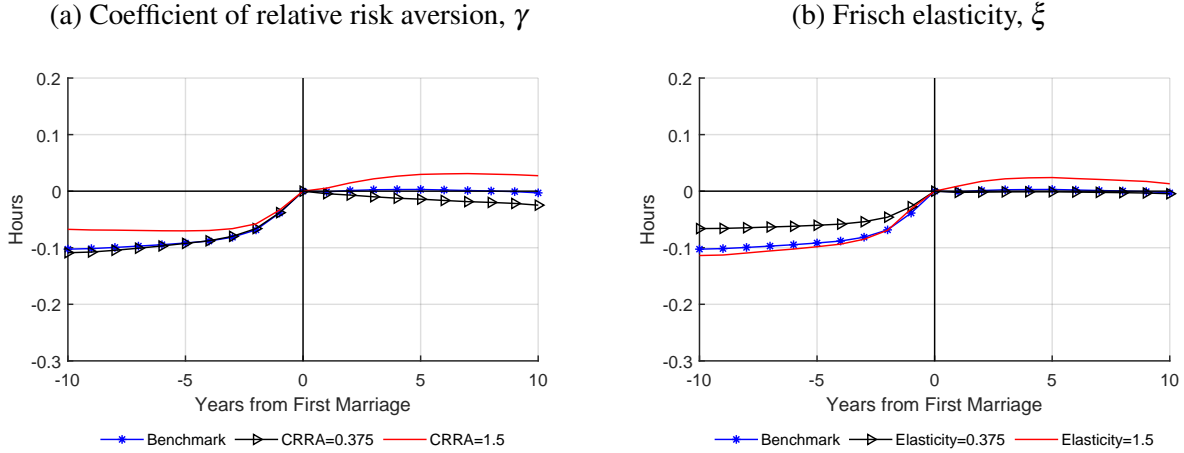 (a) Coefficient of relative risk aversion, γ
0.2
0.1
0
-0.1
-0.2
-0.3
Hours
-10 -5 0 5 10
Years from First Marriage
Benchmark CRRA=0.375 CRRA=1.5
(b) Frisch elasticity, ξ
0.2
0.1
0
-0.1
-0.2
-0.3
Hours
-10 -5 0 5 10
Years from First Marriage
Benchmark Elasticity=0.375 Elasticity=1.5